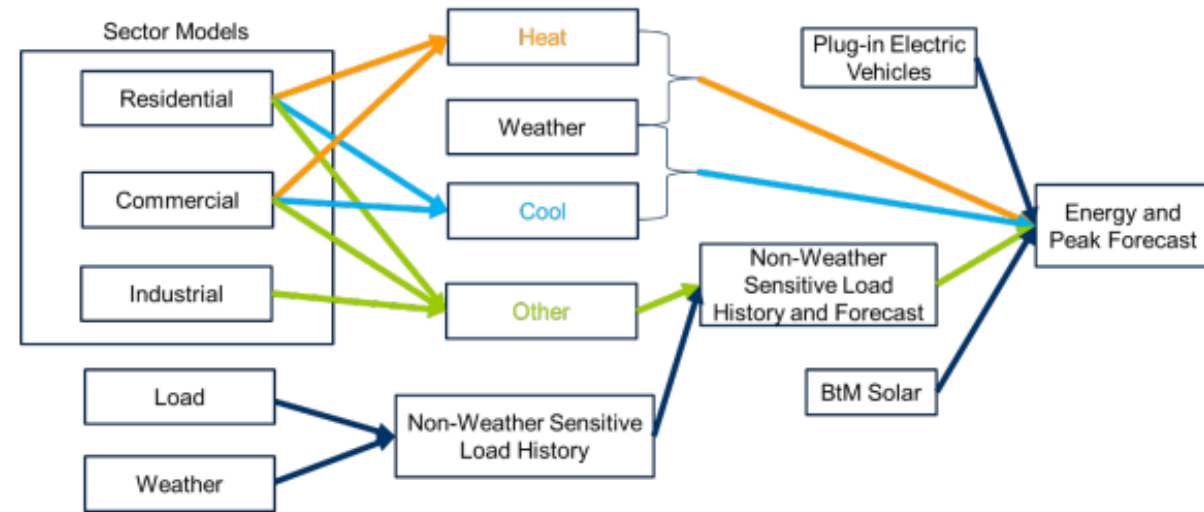 Sector Models
Residential
Commercial
Industrial
Load
Weather
Heat
Weather
Cool
Other
Non-Weather Sensitive
Load History
Non-Weather
Sensitive Load
History and Forecast
Plug-in Electric
Vehicles
BtM Solar
Energy and
Peak Forecast